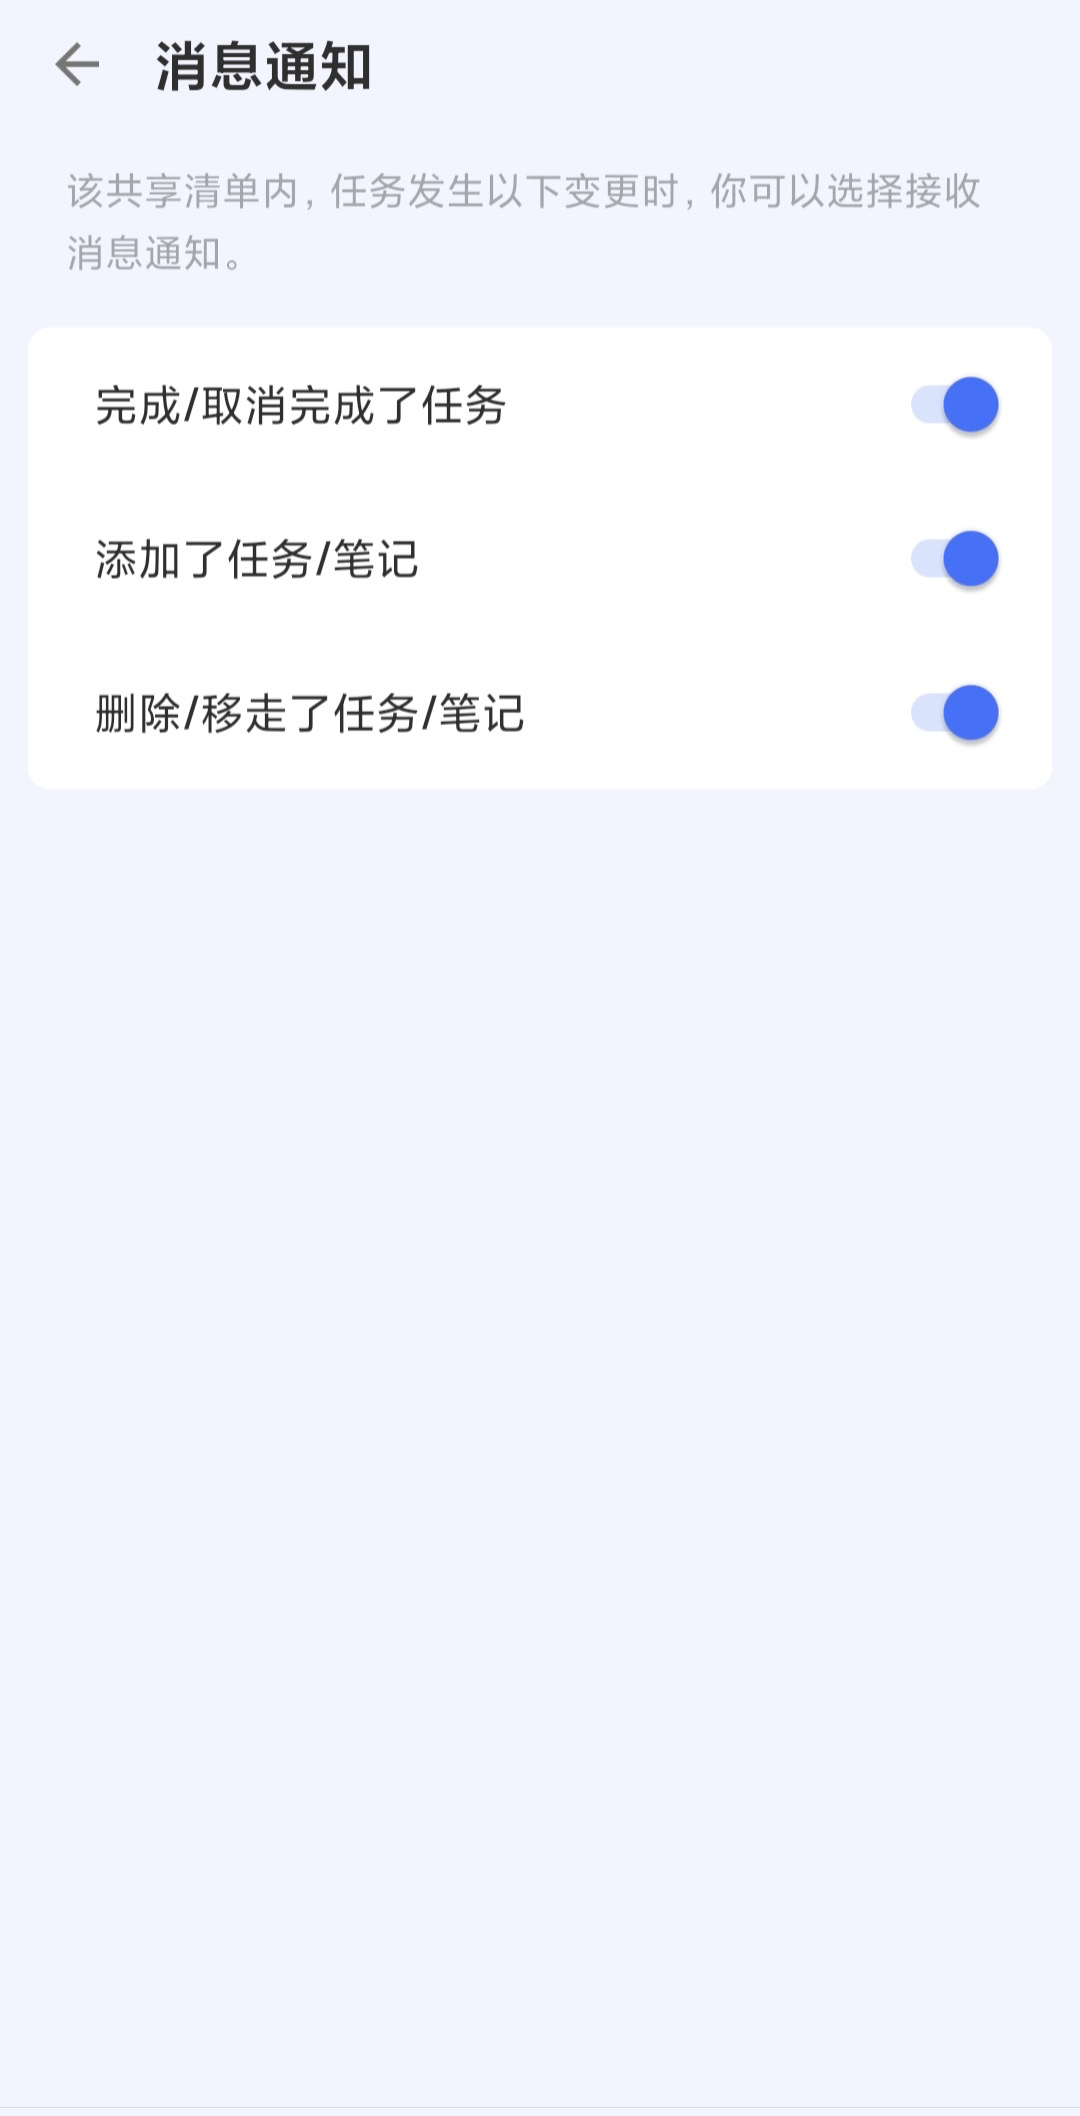 消息通知
该共享清单内，任务发生以下变更时，你可以选择接收
消息通知。
完成/取消完成了任务
添加了任务/笔记
删除/移走了任务/笔记